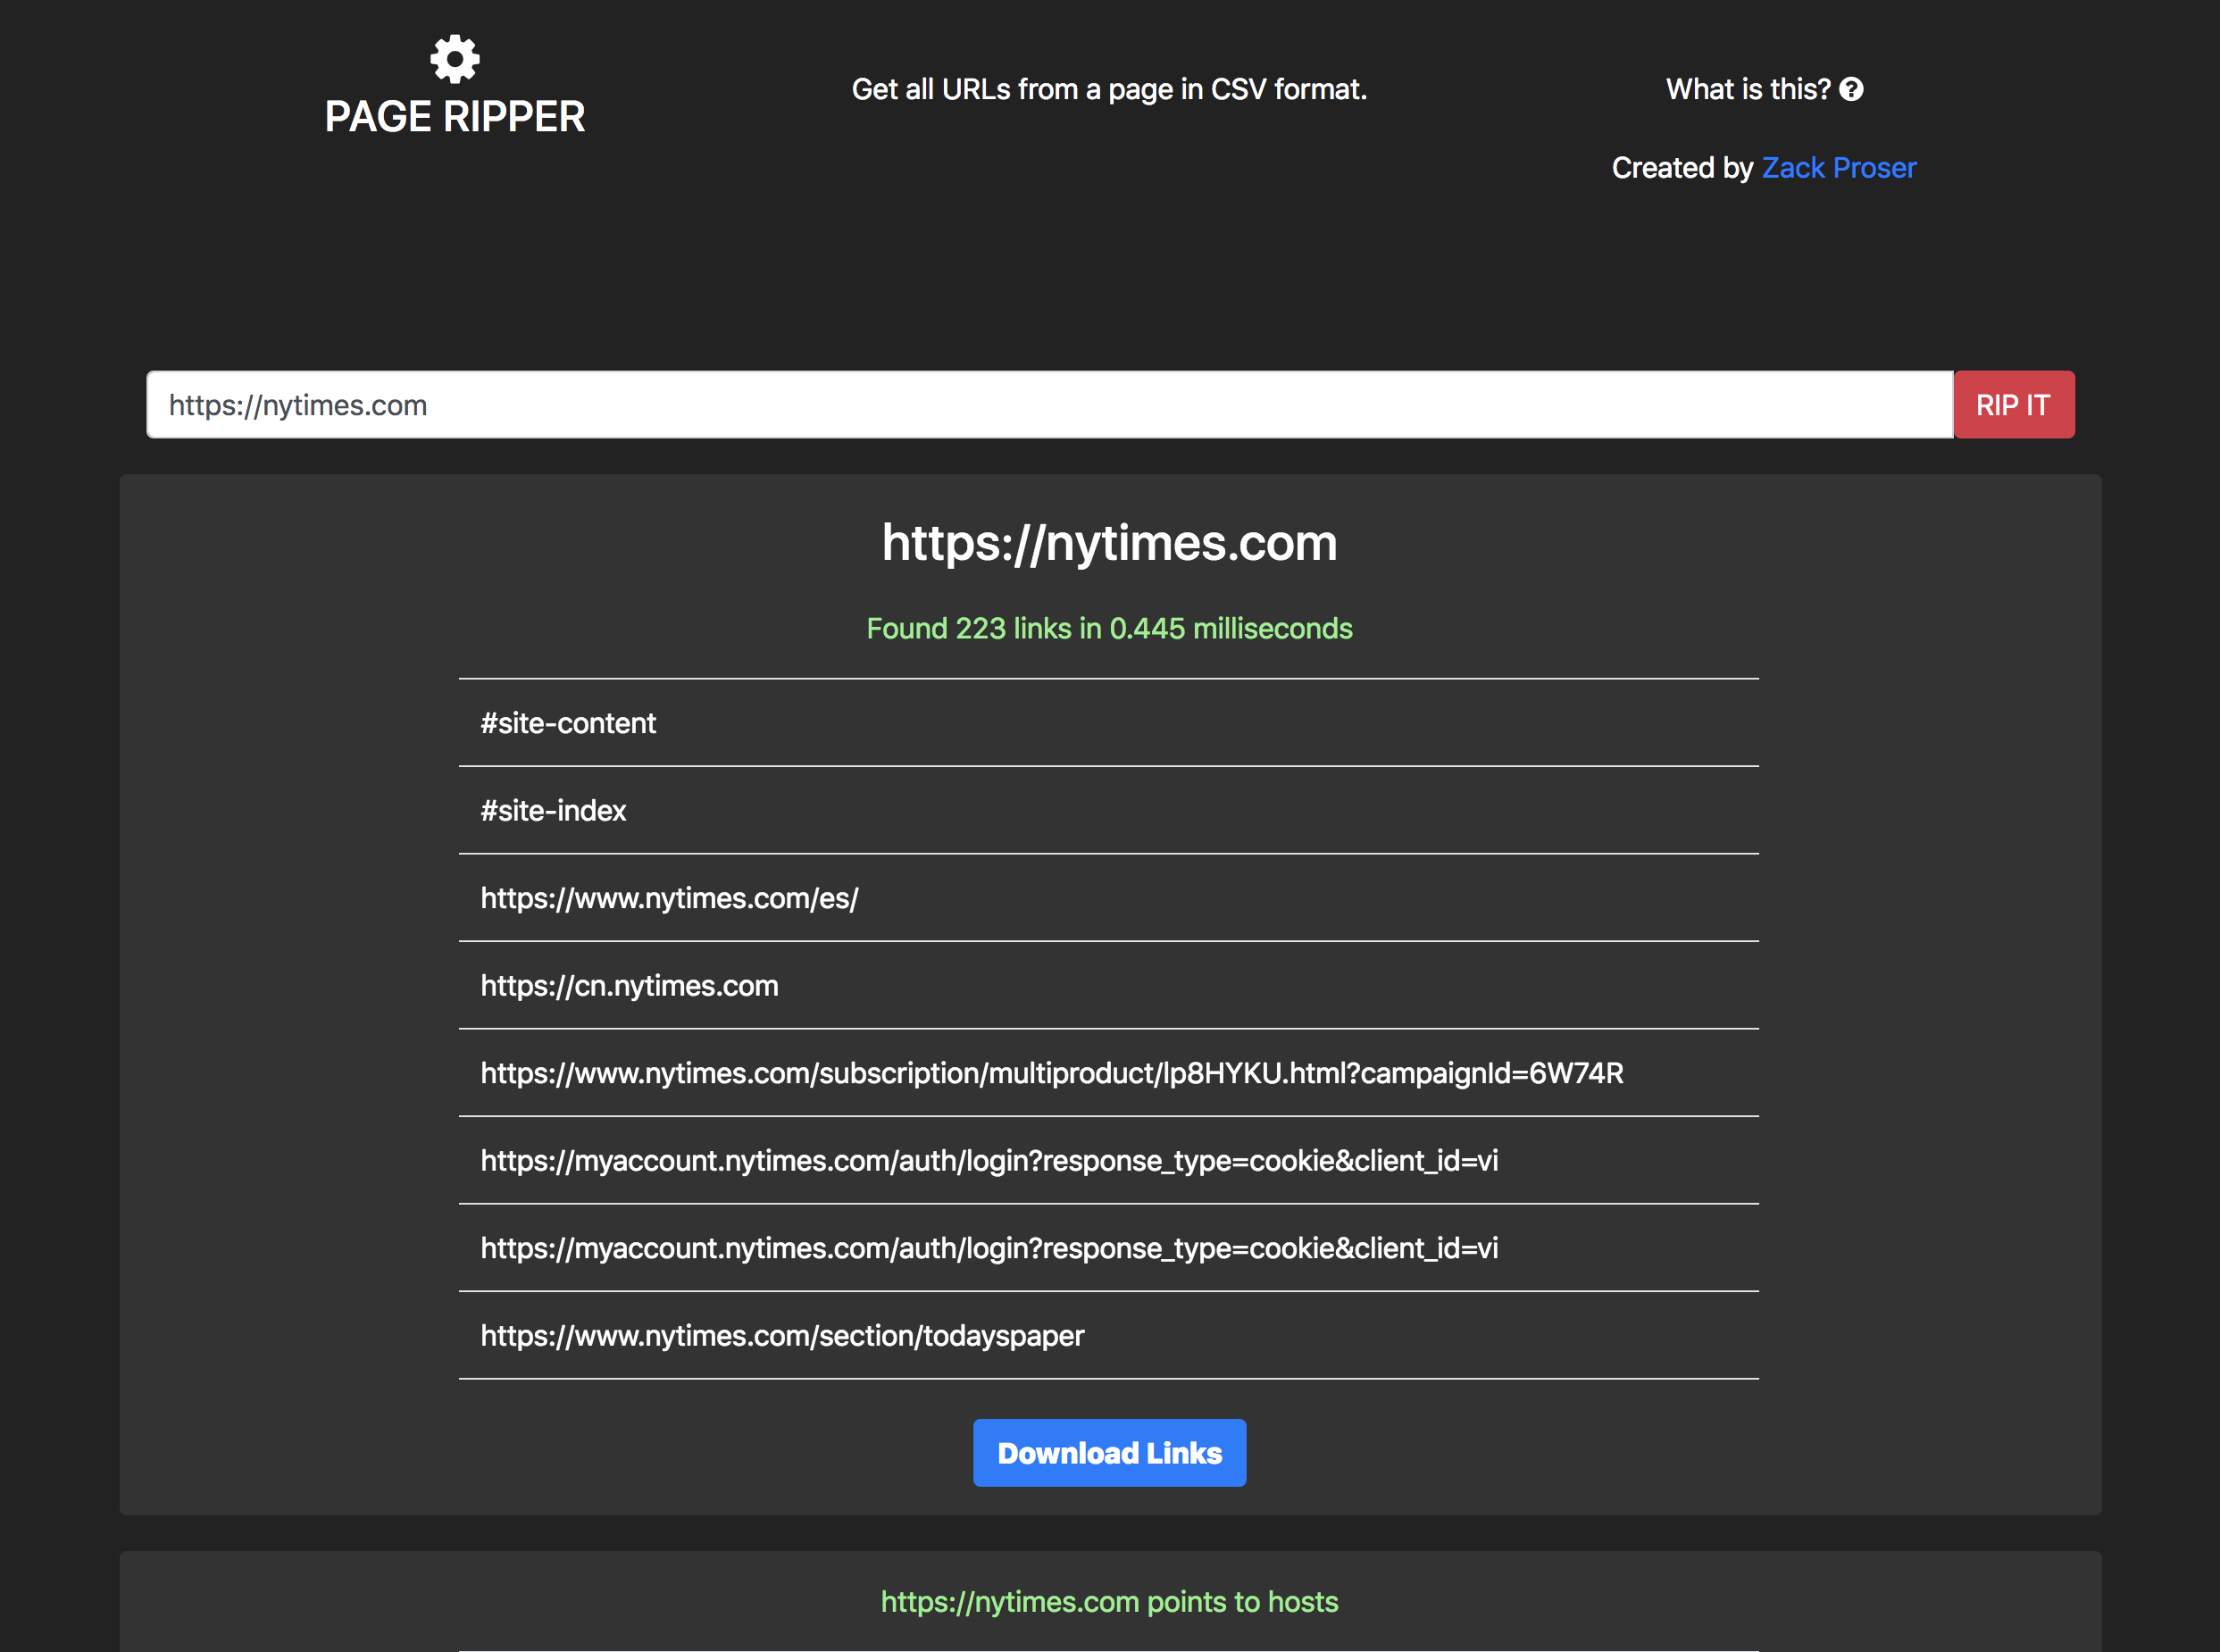 PAGE RIPPER
Get all URLs from a page in CSV format.
What is this?
Created by Zack Proser
https://nytimes.com
RIP IT
https://nytimes.com
Found 223 links in 0.445 milliseconds
#site-content
#site-index
https://www.nytimes.com/es/
https://cn.nytimes.com
https://www.nytimes.com/subscription/multiproduct/lp8HYKU.html?campaignId=6W74R
https://myaccount.nytimes.com/auth/login?response_type=cookie&client_id=vi
https://myaccount.nytimes.com/auth/login?response_type=cookie&client_id=vi
https://www.nytimes.com/section/todayspaper
Download Links
https://nytimes.com points to hosts